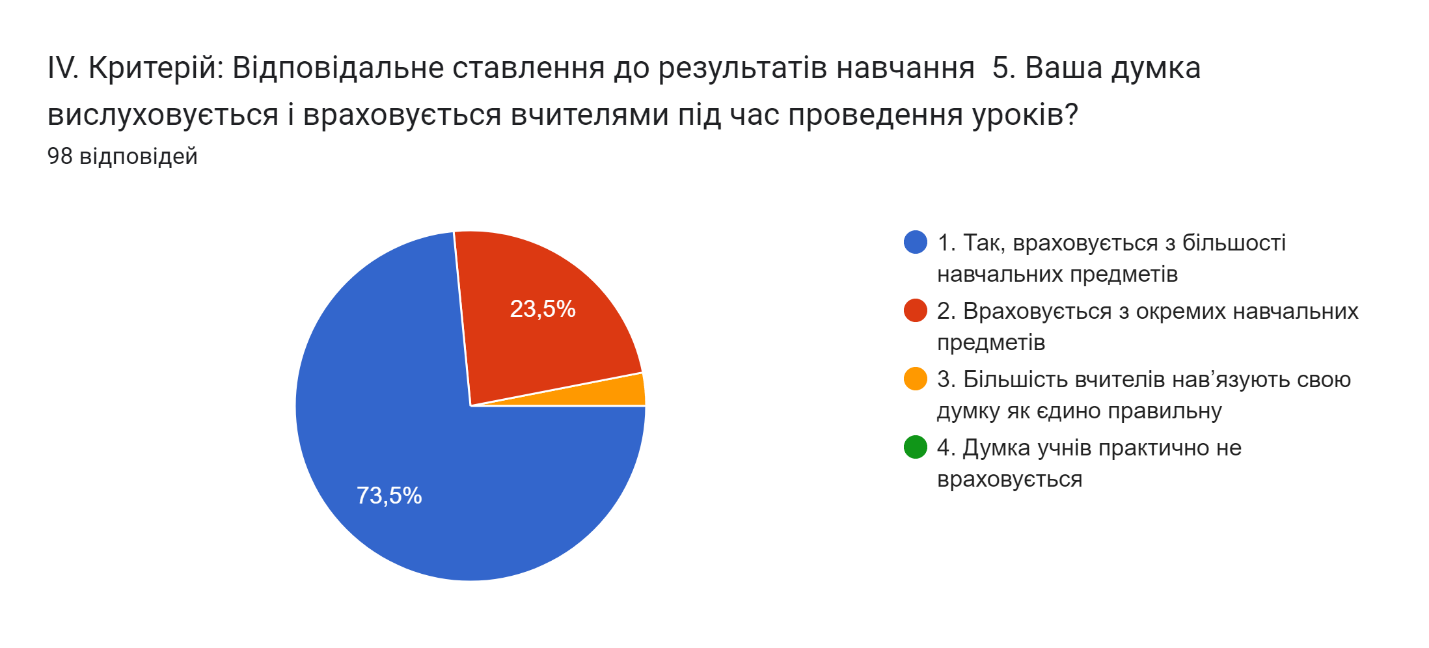 IV. Критерій: Відповідальне ставлення до результатів навчання  5. Ваша думка
вислуховується і враховується вчителями під час проведення уроків?
98 відповідей
23,5%
73,5%
1. Так, враховується з більшості
навчальних предметів
2. Враховується з окремих навчальних
предметів
3. Більшість вчителів нав’язують свою
думку як єдино правильну
4. Думка учнів практично не
враховується